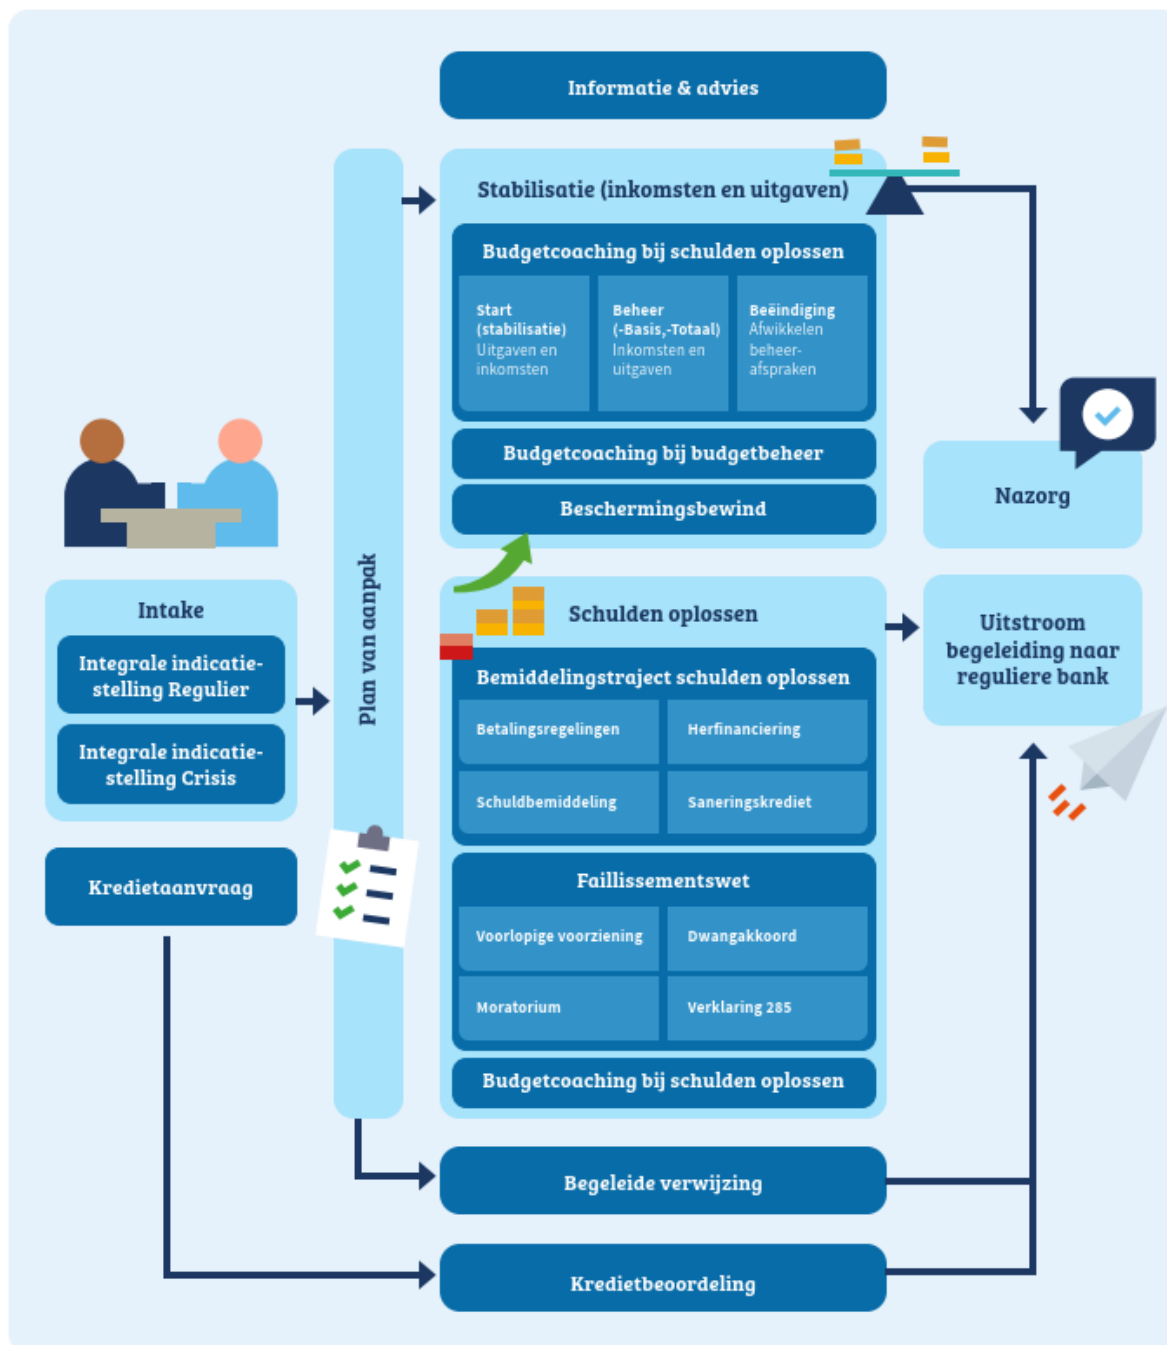 Informatie & advies
Stabilisatie (inkomsten en uitgaven)
Budgetcoaching bij schulden oplossen
Start
(stabilisatie)
Uitgaven en
inkomsten
Beheer
(-Basis,-Totaal)
Inkomsten en
uitgaven
Beëindiging
Afwikkelen
beheer-
afspraken
Budgetcoaching bij budgetbeheer
Beschermingsbewind
Nazorg
Intake
Integrale indicatie-
stelling Regulier
Integrale indicatie-
stelling Crisis
Kredietaanvraag
Plan van aanpak
Schulden oplossen
Bemiddelingstraject schulden oplossen
Betalingsregelingen
Herfinanciering
Schuldbemiddeling
Saneringskrediet
Faillissementswet
Voorlopige voorziening
Dwangakkoord
Moratorium
Verklaring 285
Budgetcoaching bij schulden oplossen
Uitstroom
begeleiding naar
reguliere bank
Begeleide verwijzing
Kredietbeoordeling